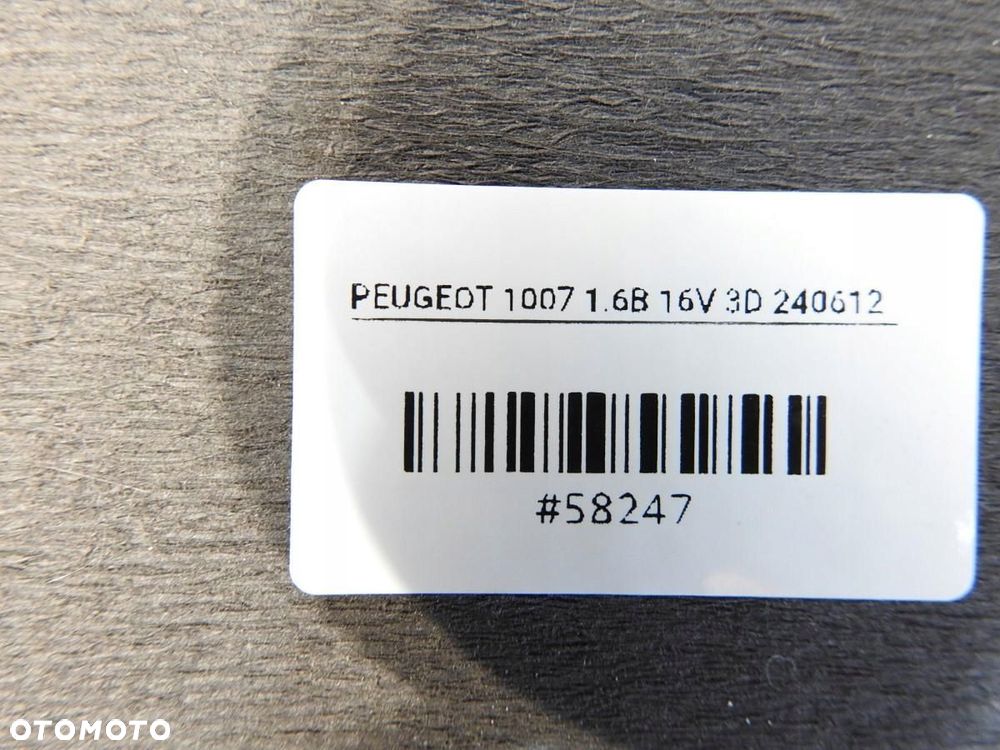 PEUGEOT 1007 1.6B 16V 3D 240612
#58247
OTOMOTO